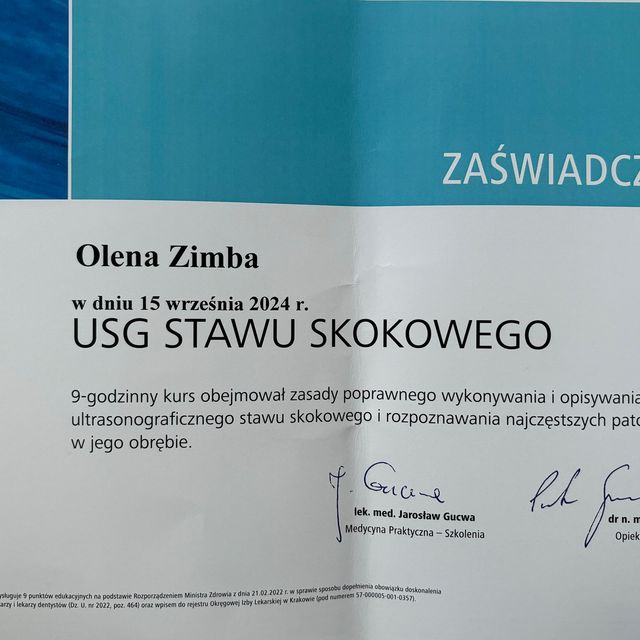 ZAŚWIADCZ
Olena Zimba
w dniu 15 września 2024 r.
USG STAWU SKOKOWEGO
9-godzinny kurs obejmował zasady poprawnego wykonywania i opisywania
ultrasonograficznego stawu skokowego i rozpoznawania najczęstszych pato
w jego obrębie.
J. Gucwa
lek. med. Jarosław Gucwa
dr n. m
Medycyna Praktyczna – Szkolenia
Opiek
ysługuje 9 punktów edukacyjnych na podstawie Rozporządzeniem Ministra Zdrowia z dnia 21.02.2022 r. w sprawie sposobu dopełnienia obowiązku doskonalenia
arzy i lekarzy dentystów (Dz. U. nr 2022, poz. 464) oraz wpisem do rejestru Okręgowej Izby Lekarskiej w Krakowie (pod numerem 57-000005-001-0357).